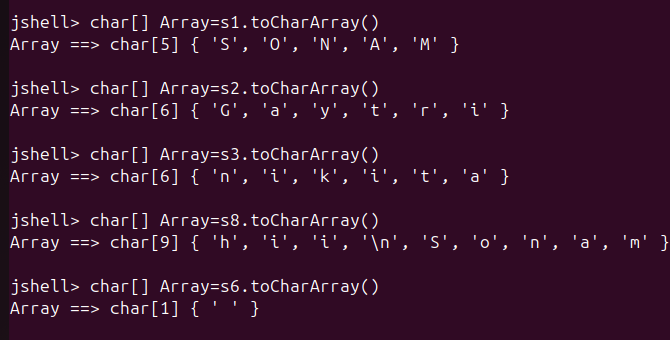 jshell> char[] Array=s1.toCharArray()
Array ==> char[5] { 'S', 'O', 'N', 'A', 'M' }
jshell> char[] Array=s2.toCharArray()
Array ==> char[6] { 'G', 'a', 'y', 't', 'r', 'i' }
jshell> char[] Array=s3.toCharArray()
Array ==> char[6] { 'n', 'i', 'k', 'i', 't', 'a' }
jshell> char[] Array=s8.toCharArray()
Array ==> char[9] { 'h', 'i', 'i', '\n', 'S', 'o', 'n', 'a', 'm' }
jshell> char[] Array=s6.toCharArray()
Array ==> char[1] { ' ' }